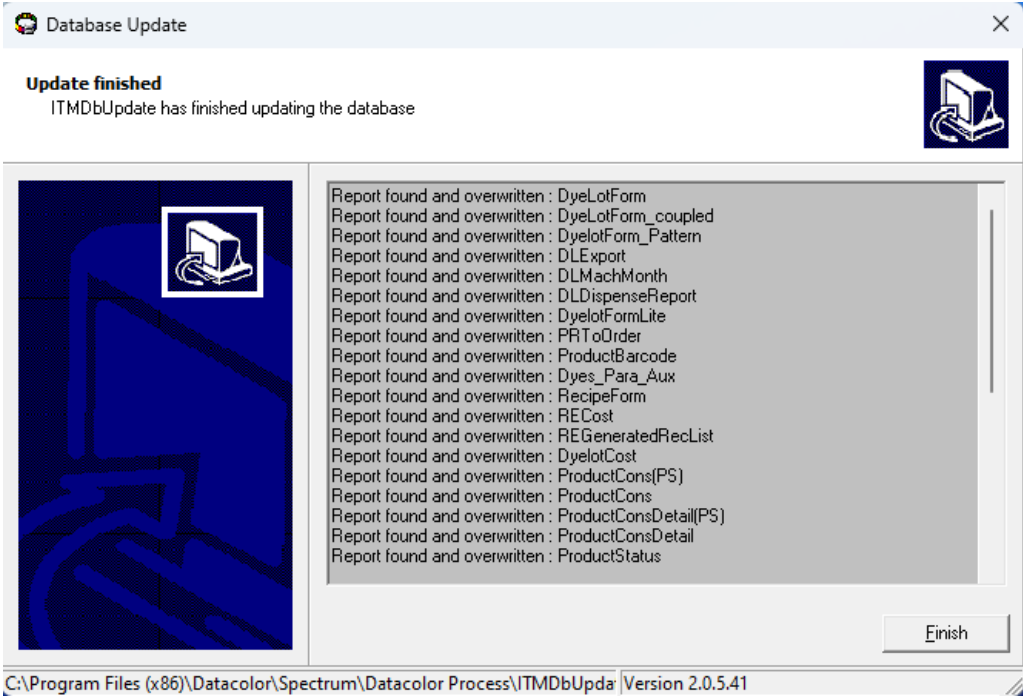 Database Update
Update finished
ITMDbUpdate has finished updating the database
Report found and overwritten : DyeLotForm
Report found and overwritten : DyeLotForm_coupled
Report found and overwritten : DyelotForm_Pattern
Report found and overwritten : DLExport
Report found and overwritten : DLMachMonth
Report found and overwritten : DLDispenseReport
Report found and overwritten : DyelotFormLite
Report found and overwritten : PRToOrder
Report found and overwritten : ProductBarcode
Report found and overwritten : Dyes_Para_Aux
Report found and overwritten : RecipeForm
Report found and overwritten : RECost
Report found and overwritten : REGeneratedRecList
Report found and overwritten : DyelotCost
Report found and overwritten : ProductCons(PS)
Report found and overwritten : ProductCons
Report found and overwritten : ProductConsDetail(PS)
Report found and overwritten : ProductConsDetail
Report found and overwritten : ProductStatus
Finish
C:\Program Files (x86)\Datacolor\Spectrum\Datacolor Process\ITMDbUpda Version 2.0.5.41